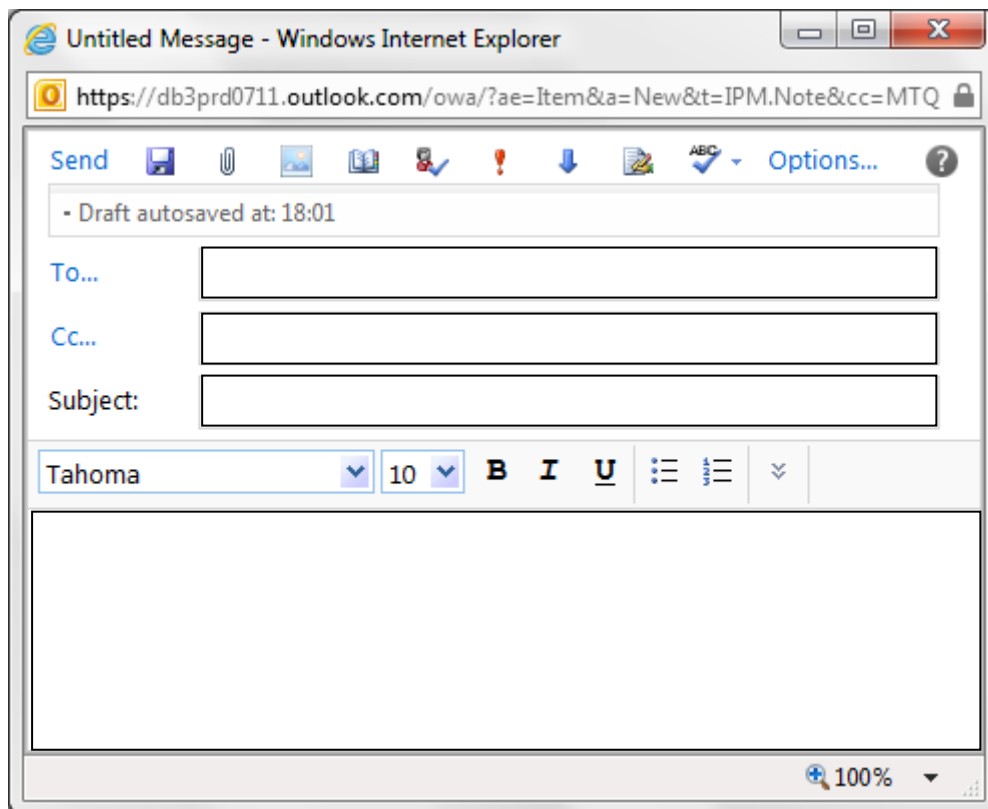 Untitled Message - Windows Internet Explorer
https://db3prd0711.outlook.com/owa/?ae=Item&a=New&t=IPM.Note&cc=MTQ
Send ABC Options... ?
- Draft autosaved at: 18:01
To...
Cc...
Subject:
Tahoma 10 B I U
100%